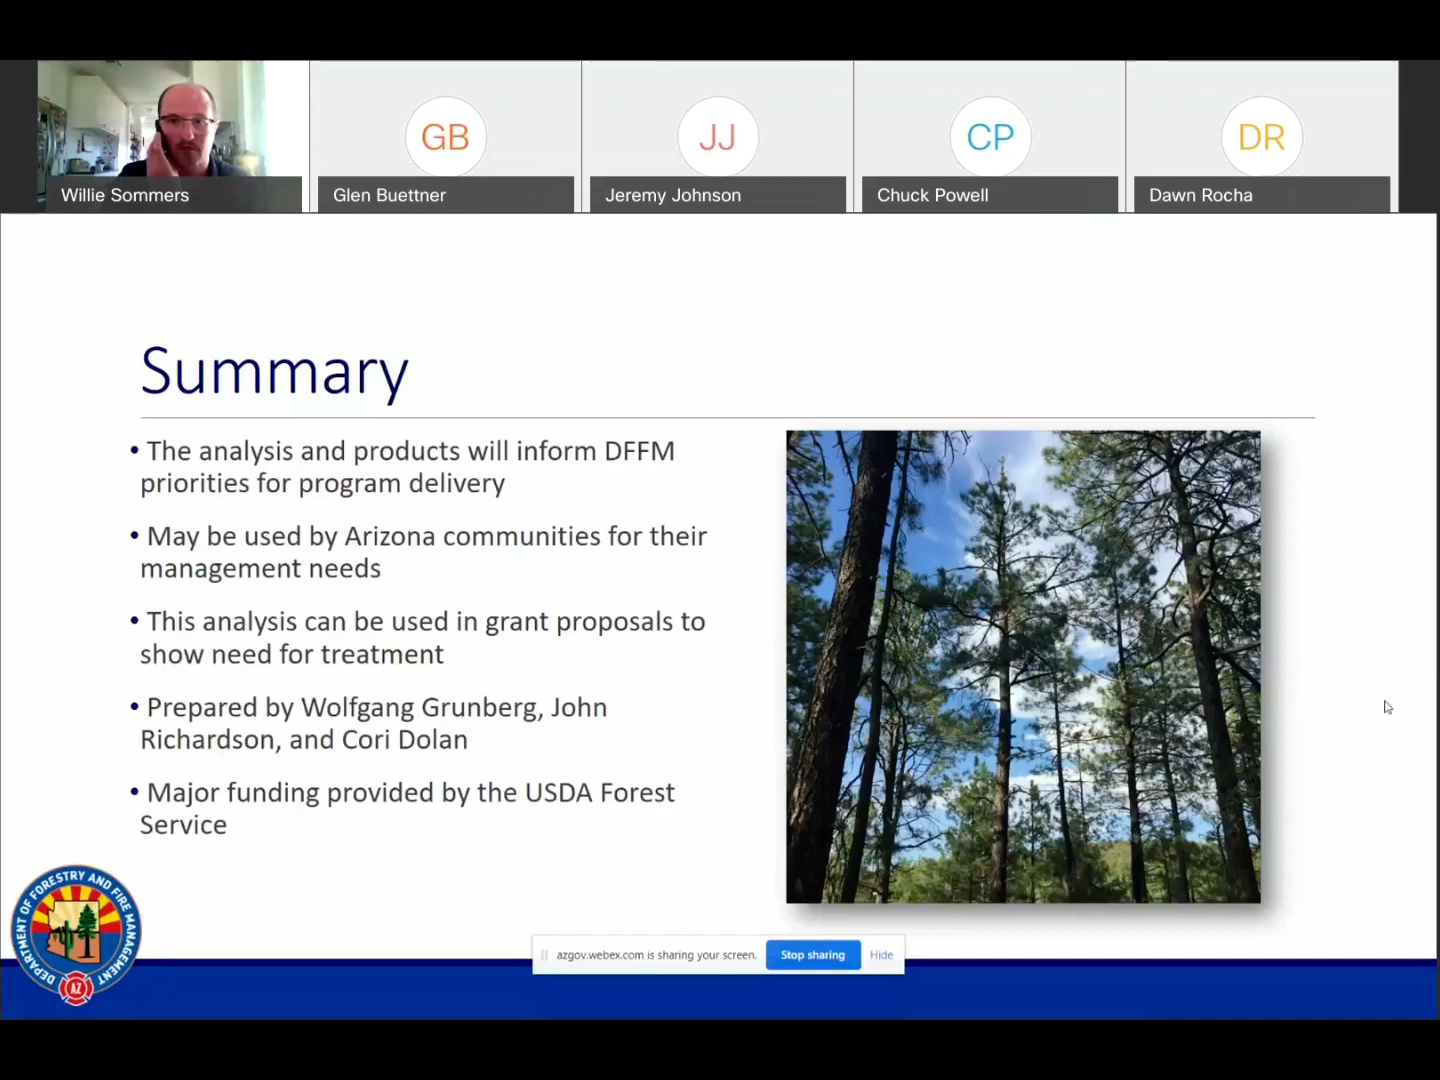 GB
JJ
CP
DR
Willie Sommers
Glen Buettner
Jeremy Johnson
Chuck Powell
Dawn Rocha
Summary
• The analysis and products will inform DFFM
priorities for program delivery
• May be used by Arizona communities for their
management needs
• This analysis can be used in grant proposals to
show need for treatment
• Prepared by Wolfgang Grunberg, John
Richardson, and Cori Dolan
• Major funding provided by the USDA Forest
Service
DEPARTMENT OF FORESTRY AND FIRE MANAGEMENT
AZ
azgov.webex.com is sharing your screen.
Stop sharing
Hide